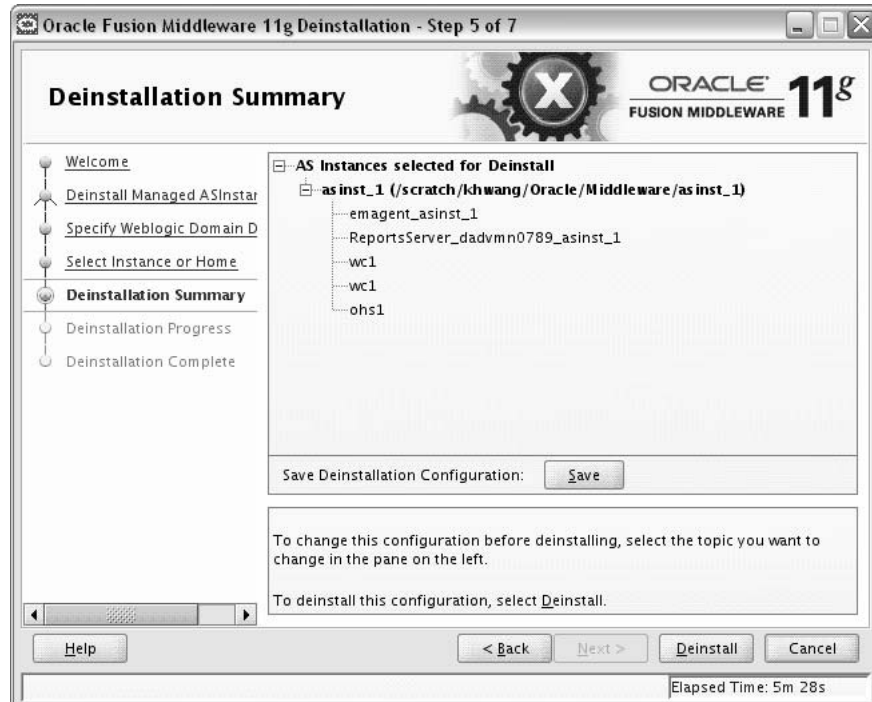 Oracle Fusion Middleware 11g Deinstallation - Step 5 of 7
Deinstallation Summary
ORACLE
FUSION MIDDLEWARE 11g
Welcome
Deinstall Managed ASInstar
Specify Weblogic Domain D
Select Instance or Home
Deinstallation Summary
Deinstallation Progress
Deinstallation Complete
AS Instances selected for Deinstall
asinst_1 (/scratch/khwang/Oracle/Middleware/asinst_1)
emagent_asinst_1
ReportsServer_dadvmn0789_asinst_1
wc1
wc1
ohs1
Save Deinstallation Configuration: Save
To change this configuration before deinstalling, select the topic you want to
change in the pane on the left.
To deinstall this configuration, select Deinstall.
Help < Back Next > Deinstall Cancel
Elapsed Time: 5m 28s